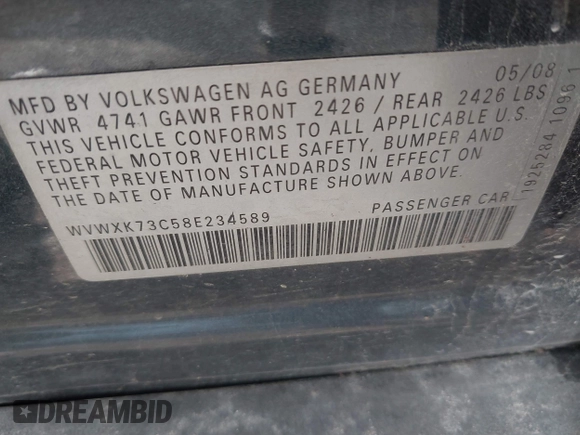 MFD BY VOLKSWAGEN AG GERMANY 05/08
GVWR 4741 GAWR FRONT 2426 / REAR 2426 LBS
THIS VEHICLE CONFORMS TO ALL APPLICABLE U.S.
FEDERAL MOTOR VEHICLE SAFETY, BUMPER AND
THEFT PREVENTION STANDARDS IN EFFECT ON
THE DATE OF MANUFACTURE SHOWN ABOVE.
WVWXK73C58E234589 PASSENGER CAR
1925284 1096 1
DREAMBID